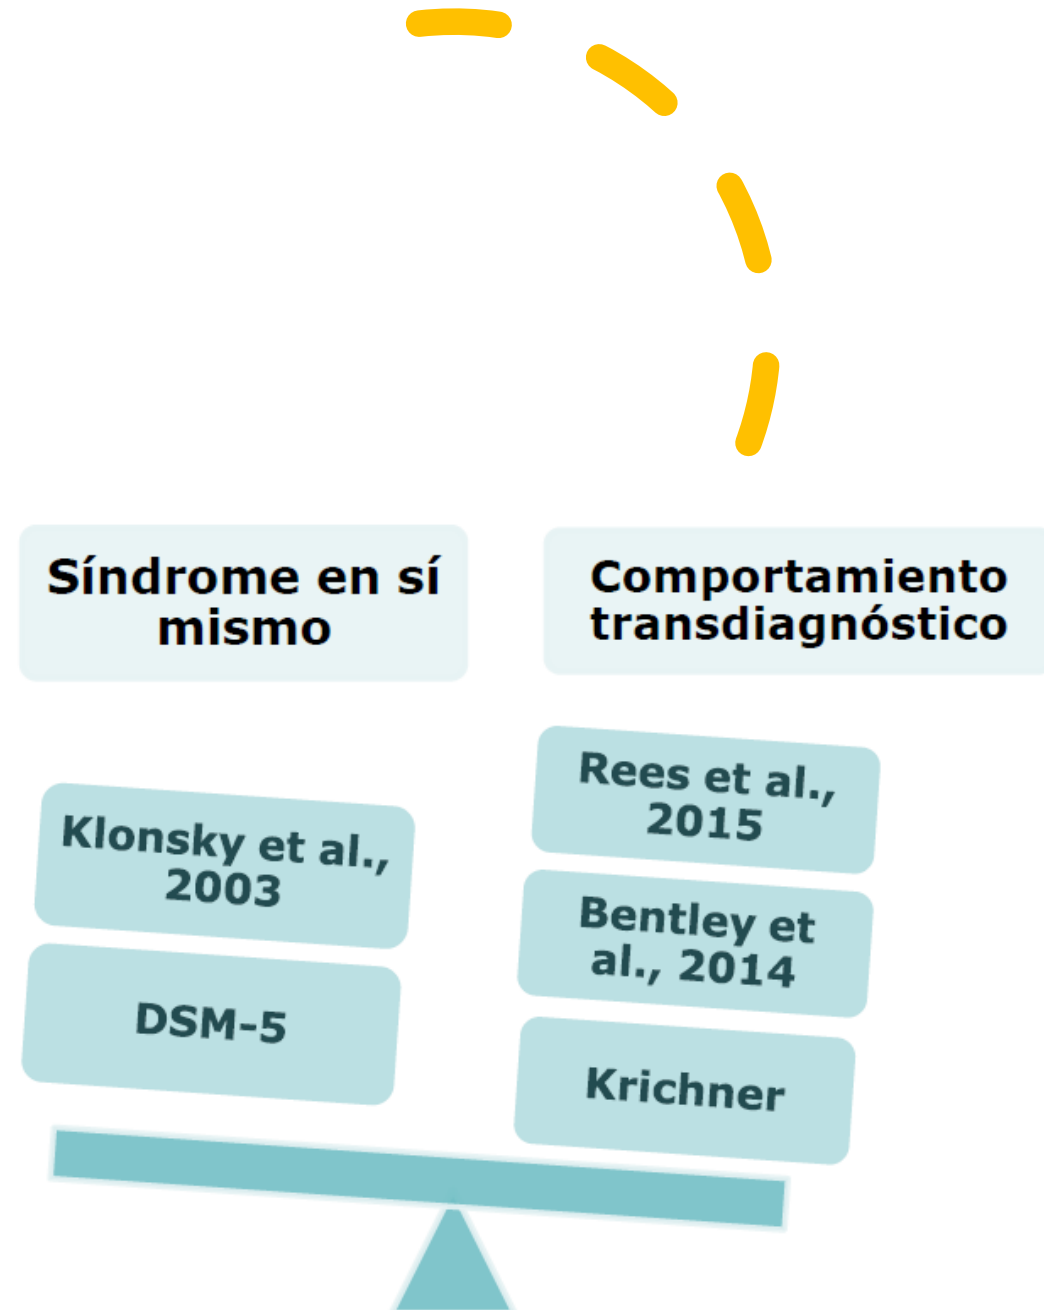 Síndrome en sí
mismo
Comportamiento
transdiagnóstico
Klonsky et al.,
2003
DSM-5
Rees et al.,
2015
Bentley et
al., 2014
Krichner